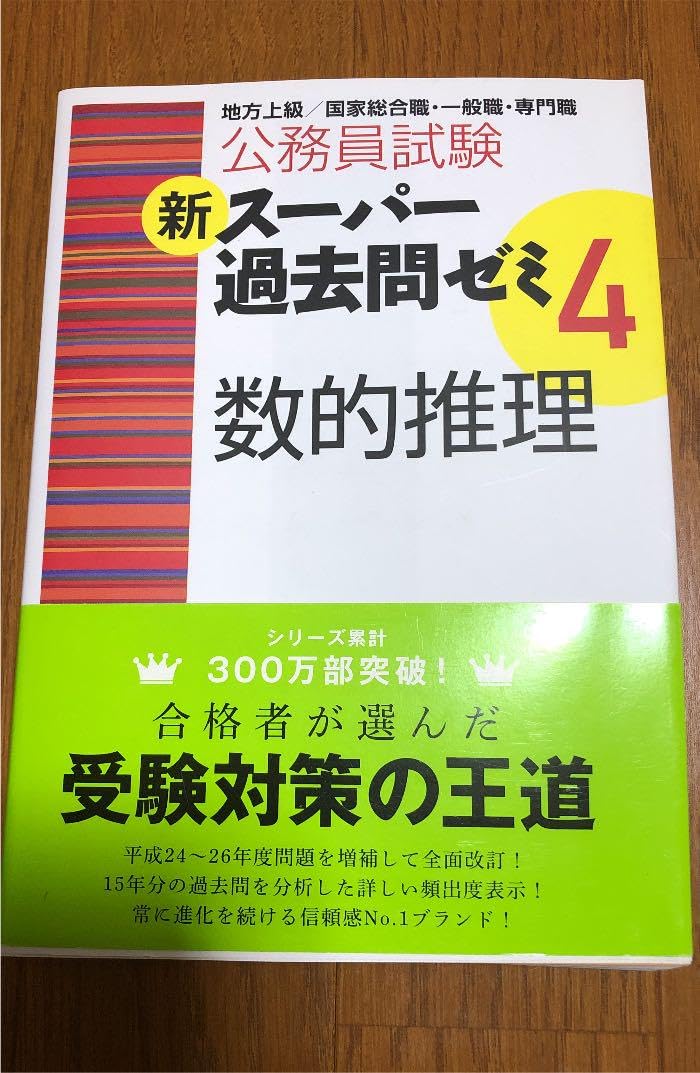 地方上級／国家総合職・一般職・専門職
公務員試験
新スーパー
過去問ゼミ4
数的推理
シリーズ累計
300万部突破！
合格者が選んだ
受験対策の王道
平成24～26年度問題を増補して全面改訂！
15年分の過去問を分析した詳しい頻出度表示！
常に進化を続ける信頼感No.1ブランド！